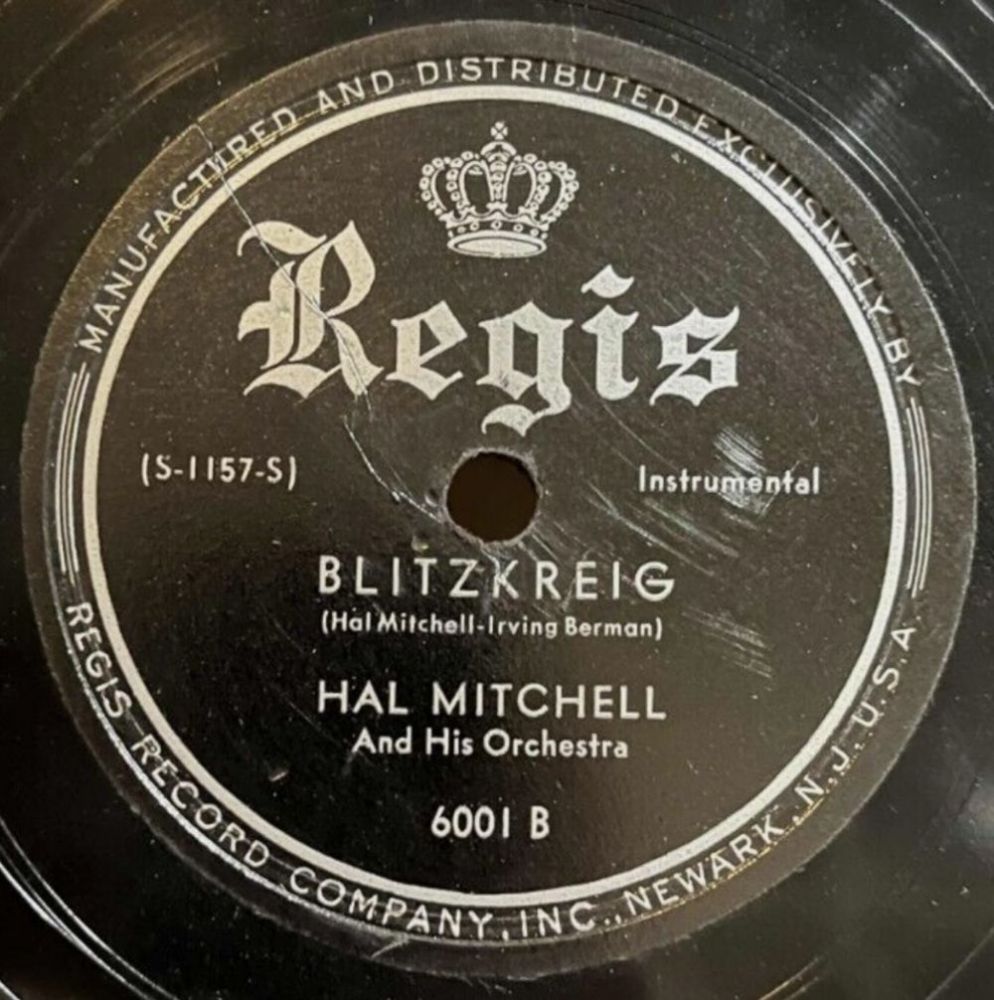 MANUFACTURED AND DISTRIBUTED EXCLUSIVELY BY
Regis
(S-1157-S)
Instrumental
BLITZKREIG
(Hal Mitchell-Irving Berman)
HAL MITCHELL
And His Orchestra
6001 B
REGIS RECORD COMPANY, INC., NEWARK, N.J., U.S.A.